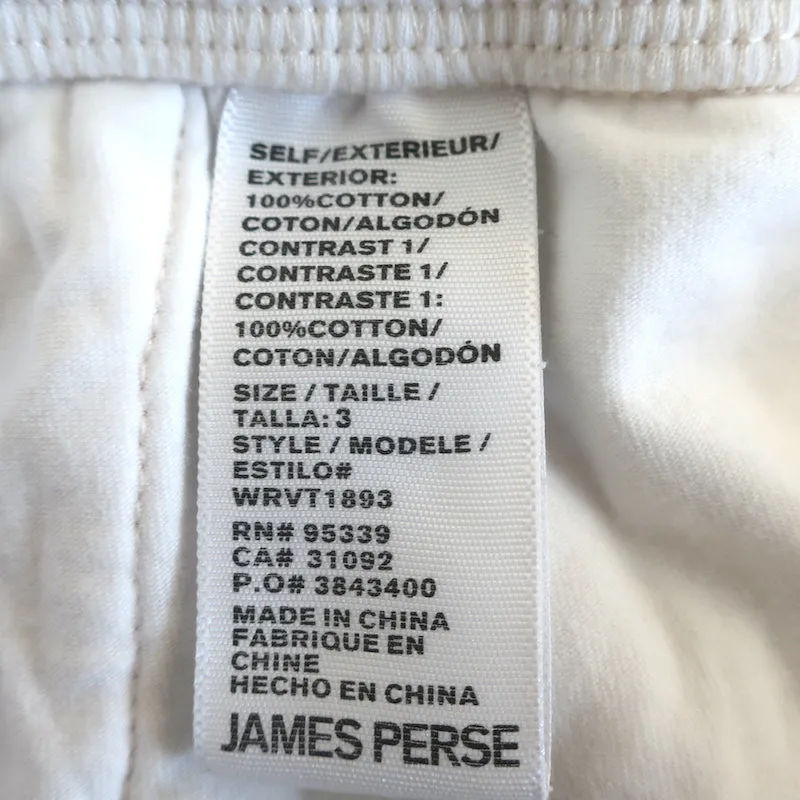 SELF/EXTERIEUR/
EXTERIOR:
100%COTTON/
COTON/ALGODÓN
CONTRAST 1/
CONTRASTE 1/
CONTRASTE 1:
100%COTTON/
COTON/ALGODÓN
SIZE / TAILLE /
TALLA: 3
STYLE / MODELE /
ESTILO#
WRVT1893
RN# 95339
CA# 31092
P.O# 3843400
MADE IN CHINA
FABRIQUE EN
CHINE
HECHO EN CHINA
JAMES PERSE